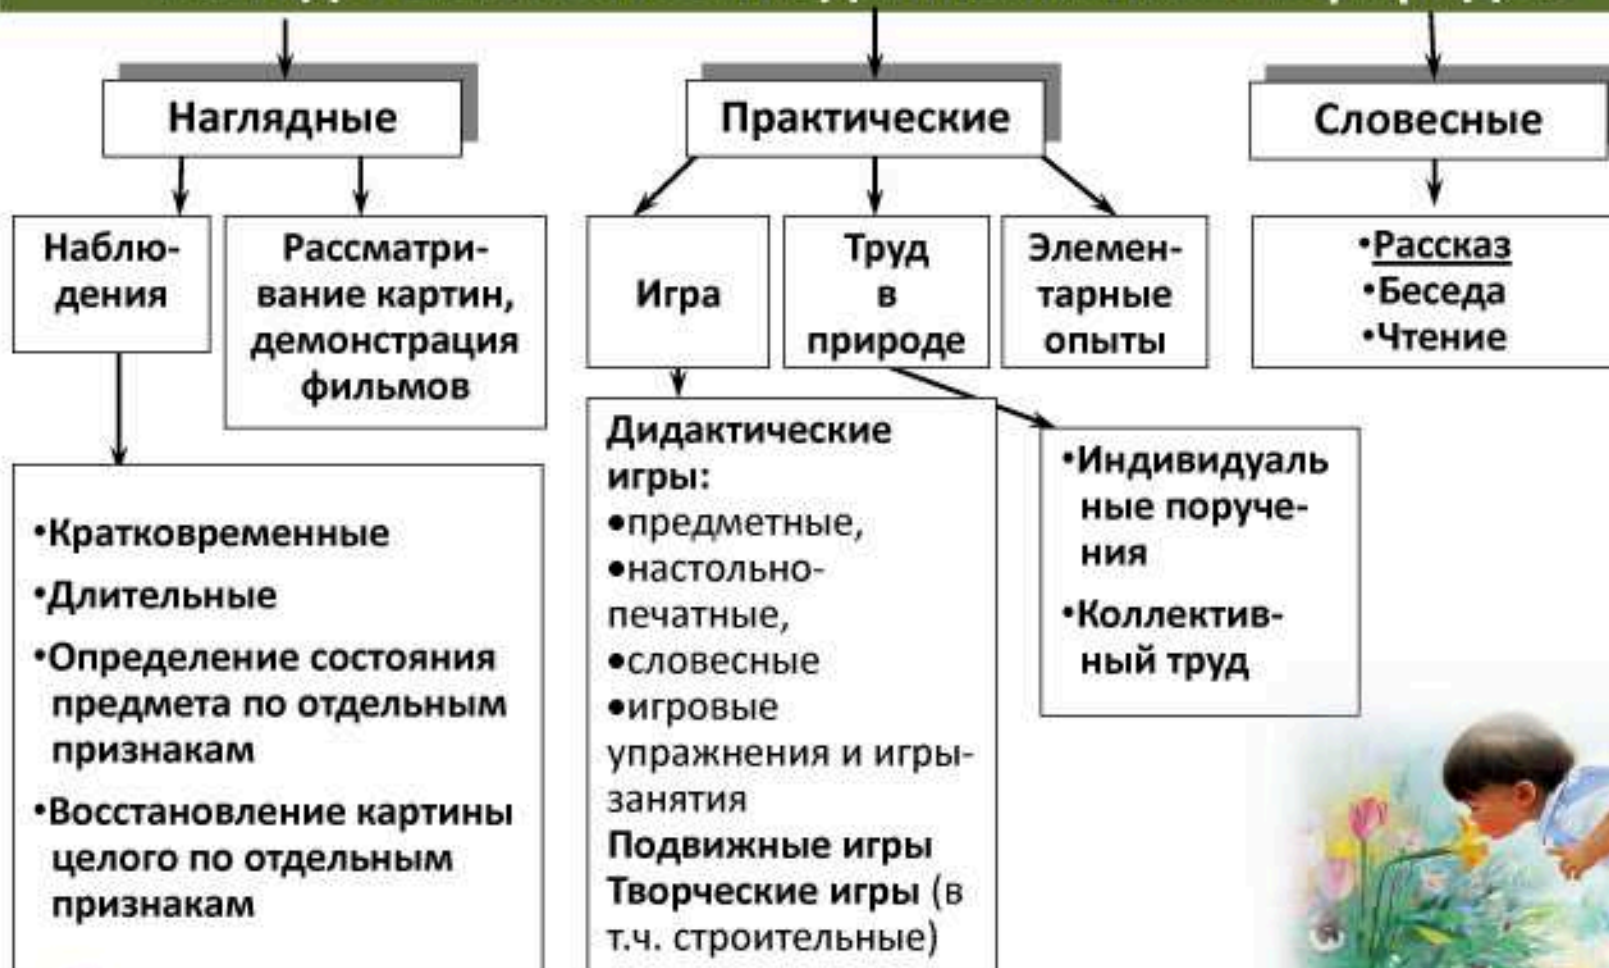 Наглядные
Практические
Словесные
Наблю-
дения
Рассматри-
вание картин,
демонстрация
фильмов
Игра
Труд
в
природе
Элемен-
тарные
опыты
•Рассказ
•Беседа
•Чтение
•Кратковременные
•Длительные
•Определение состояния
предмета по отдельным
признакам
•Восстановление картины
целого по отдельным
признакам
Дидактические
игры:
•предметные,
•настольно-
печатные,
•словесные
•игровые
упражнения и игры-
занятия
Подвижные игры
Творческие игры (в
т.ч. строительные)
•Индивидуаль
ные поруче-
ния
•Коллектив-
ный труд